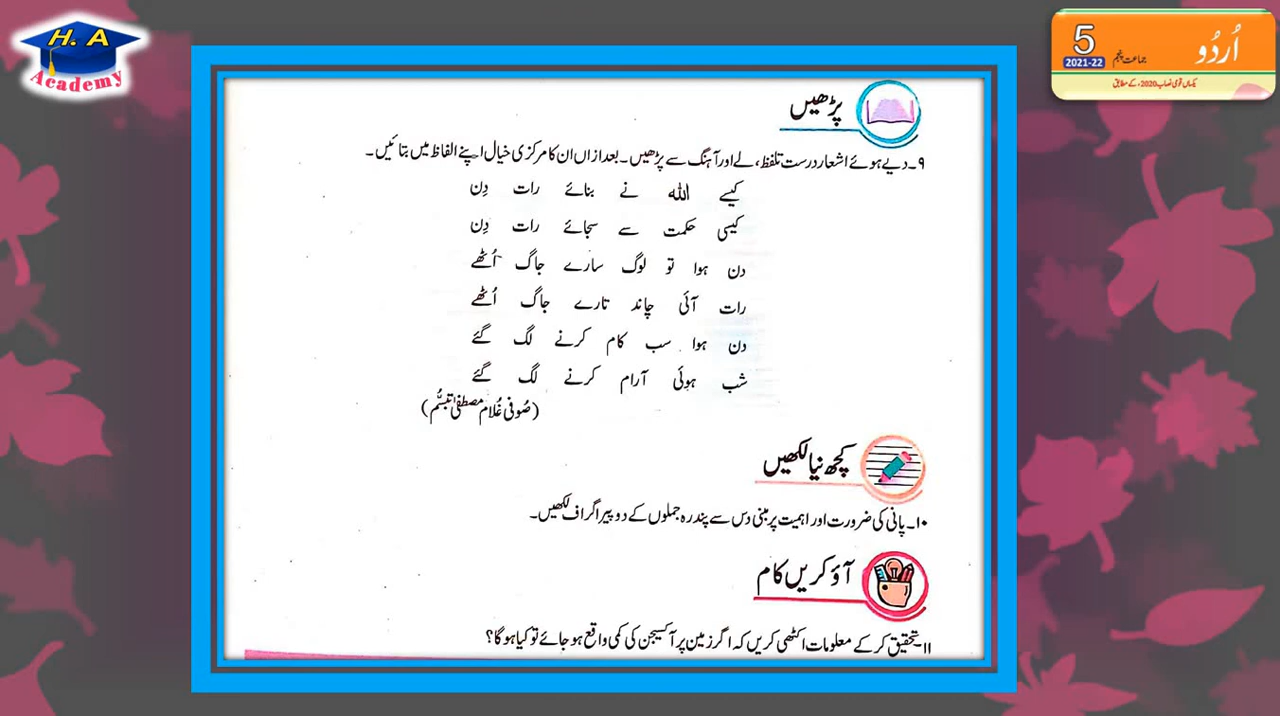 H. A
Academy
اُردُو
جماعت پنجم
5
2021-22
یکساں قومی نصاب 2020ء کے مطابق
پڑھیں
۹۔ دیے ہوئے اشعار درست تلفظ، لے اور آہنگ سے پڑھیں۔ بعد ازاں ان کا مرکزی خیال اپنے الفاظ میں بتائیں۔
کیسے اللہ نے بنائے رات دِن
کیسی حکمت سے سجائے رات دِن
دن ہوا تو لوگ سارے جاگ اُٹھے
رات آئی چاند تارے جاگ اُٹھے
دن ہوا سب کام کرنے لگ گئے
شب ہوئی آرام کرنے لگ گئے
(صُوفی غُلام مصطفیٰ تبسُّم)
کچھ نیا لکھیں
۱۰۔ پانی کی ضرورت اور اہمیت پر مبنی دس سے پندرہ جملوں کے دو پیراگراف لکھیں۔
آؤ کریں کام
۱۱۔ تحقیق کر کے معلومات اکٹھی کریں کہ اگر زمین پر آکسیجن کی کمی واقع ہو جائے تو کیا ہو گا؟